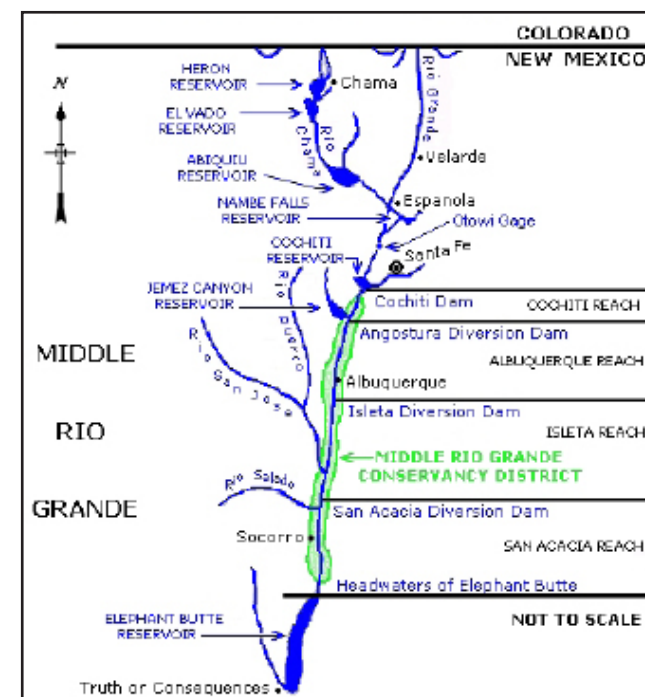 COLORADO
NEW MEXICO
HERON
RESERVOIR
Chama
N
EL VADO
RESERVOIR
Rio
Chama
Rio Grande
ABIQUIU
RESERVOIR
Velarde
NAMBE FALLS
RESERVOIR
Espanola
Otowi Gage
COCHITI
RESERVOIR
Santa Fe
JEMEZ CANYON
RESERVOIR
Rio Puerco
Cochiti Dam
COCHITI REACH
Angostura Diversion Dam
MIDDLE
Rio San Jose
ALBUQUERQUE REACH
Albuquerque
Isleta Diversion Dam
RIO
ISLETA REACH
MIDDLE RIO GRANDE
CONSERVANCY DISTRICT
Rio Salado
GRANDE
San Acacia Diversion Dam
Socorro
SAN ACACIA REACH
Headwaters of Elephant Butte
ELEPHANT BUTTE
RESERVOIR
NOT TO SCALE
Truth or Consequences